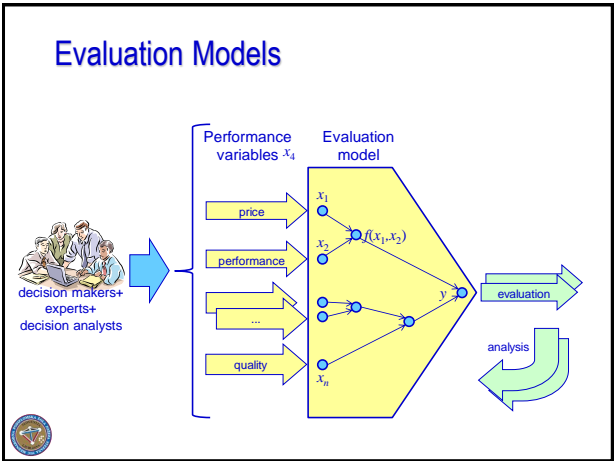 Evaluation Models
Performance
variables x₄
Evaluation
model
price
performance
...
quality
x₁
x₂
f(x₁,x₂)
xₙ
y
decision makers+
experts+
decision analysts
evaluation
analysis